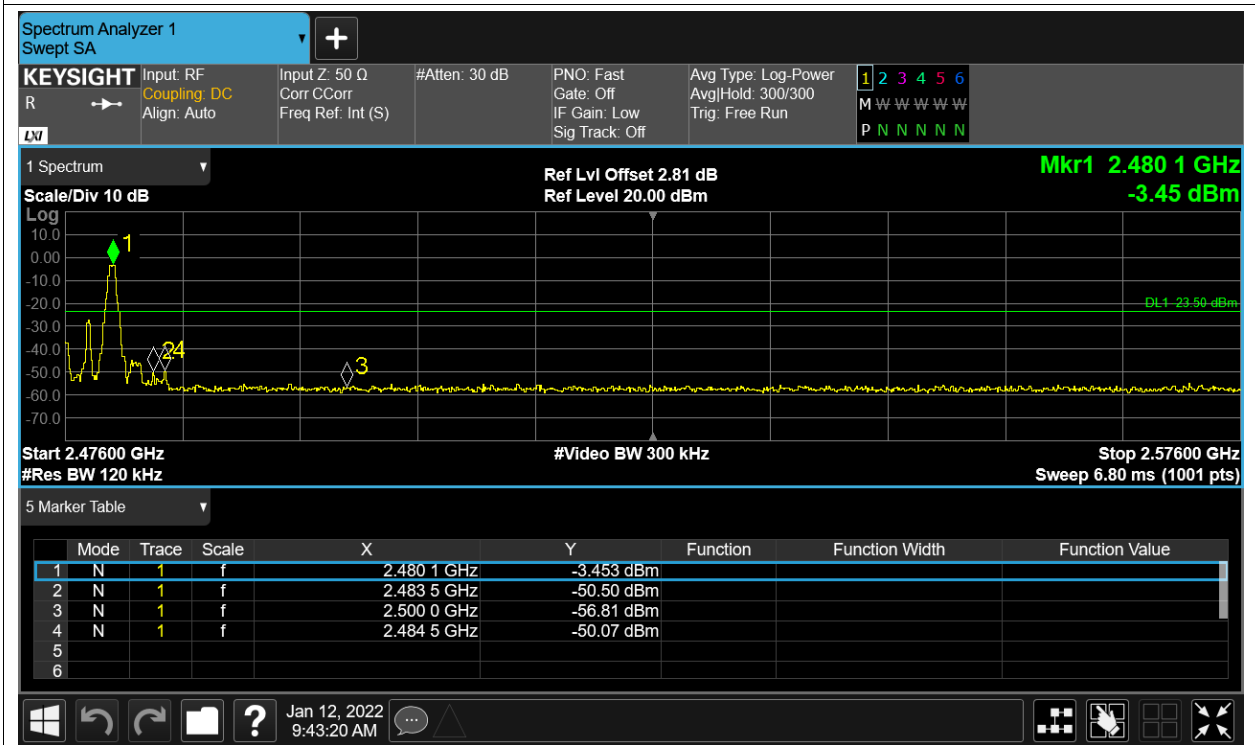 Spectrum Analyzer 1
Swept SA
▼
+
KEYSIGHT
R
LXI
Input: RF
Coupling: DC
Align: Auto
Input Z: 50 Ω
Corr CCorr
Freq Ref: Int (S)
#Atten: 30 dB
PNO: Fast
Gate: Off
IF Gain: Low
Sig Track: Off
Avg Type: Log-Power
Avg|Hold: 300/300
Trig: Free Run
1 2 3 4 5 6
M W W W W W
P N N N N N
1 Spectrum ▼
Scale/Div 10 dB
Ref Lvl Offset 2.81 dB
Ref Level 20.00 dBm
Mkr1 2.480 1 GHz
-3.45 dBm
Log
10.0
0.00
-10.0
-20.0
-30.0
-40.0
-50.0
-60.0
-70.0
1
2 4
3
DL1 -23.50 dBm
Start 2.47600 GHz #Video BW 300 kHz Stop 2.57600 GHz
#Res BW 120 kHz Sweep 6.80 ms (1001 pts)
5 Marker Table ▼
Mode Trace Scale X Y Function Function Width Function Value
1 N 1 f 2.480 1 GHz -3.453 dBm
2 N 1 f 2.483 5 GHz -50.50 dBm
3 N 1 f 2.500 0 GHz -56.81 dBm
4 N 1 f 2.484 5 GHz -50.07 dBm
5
6
?
Jan 12, 2022
9:43:20 AM